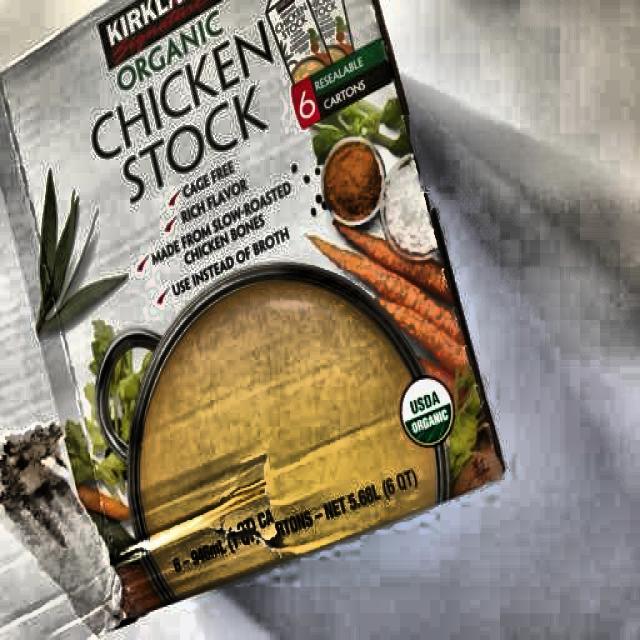 ORGANIC
CHICKEN
STOCK
6 RESEALABLE
CARTONS
CAGE FREE
RICH FLAVOR
MADE FROM SLOW-ROASTED
CHICKEN BONES
USE INSTEAD OF BROTH
USDA
ORGANIC
NET 5.68L (6 QT)